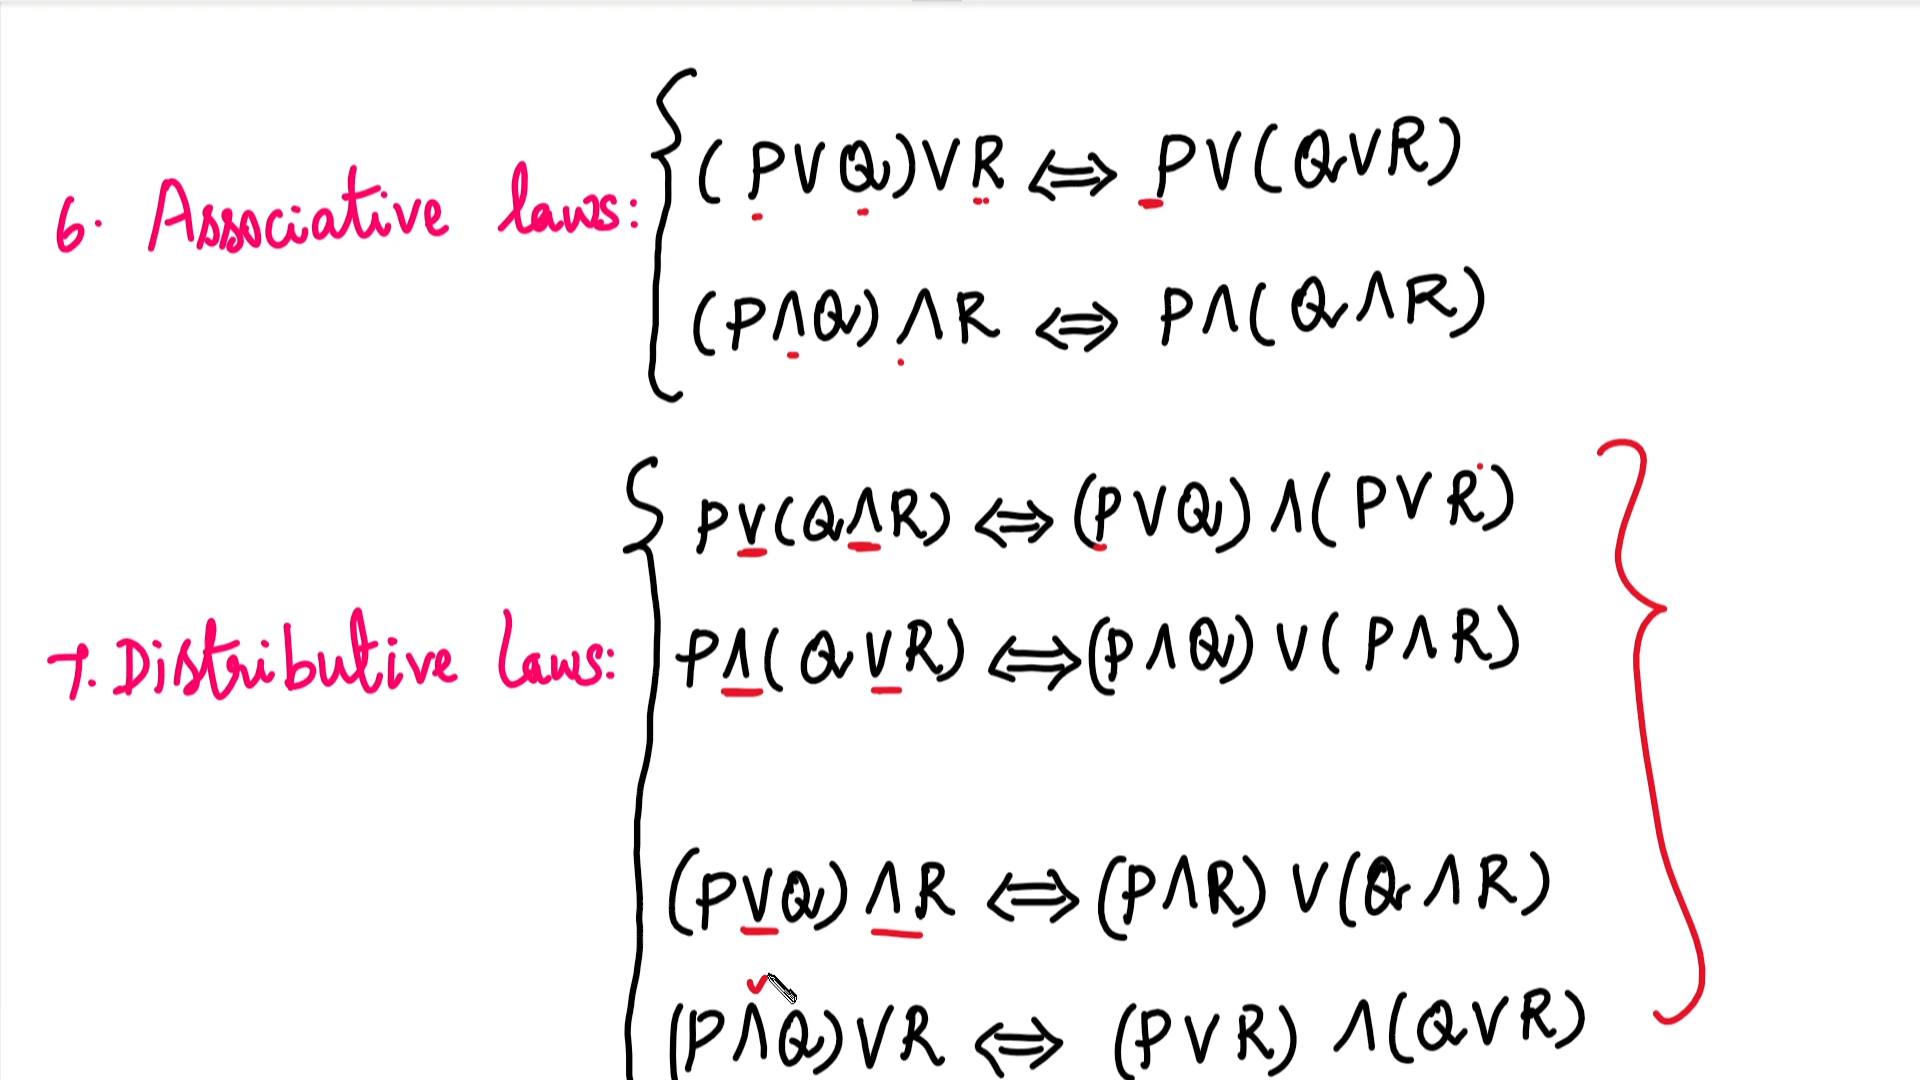 6. Associative laws: (P∨Q)∨R ⇔ P∨(Q∨R)
(P∧Q)∧R ⇔ P∧(Q∧R)
P∨(Q∧R) ⇔ (P∨Q)∧(P∨R)
7. Distributive laws: P∧(Q∨R) ⇔ (P∧Q)∨(P∧R)
(P∨Q)∧R ⇔ (P∧R)∨(Q∧R)
(P∧Q)∨R ⇔ (P∨R)∧(Q∨R)